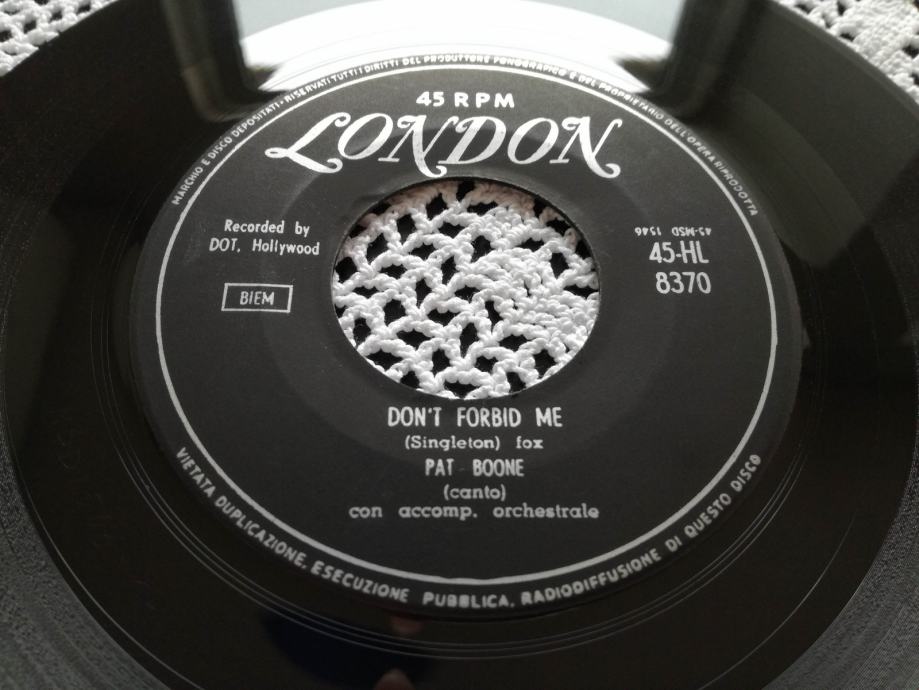 MARCHIO E DISCO DEPOSITATI • RISERVATI TUTTI I DIRITTI DEL PRODUTTORE FONOGRAFICO E DEL PROPRIETARIO DELL'OPERA RIPRODOTTA
45 RPM
LONDON
Recorded by
DOT, Hollywood
BIEM
45-MSD 1546
45-HL
8370
DON'T FORBID ME
(Singleton) fox
PAT BOONE
(canto)
con accomp. orchestrale
VIETATA DUPLICAZIONE, ESECUZIONE PUBBLICA, RADIODIFFUSIONE DI QUESTO DISCO